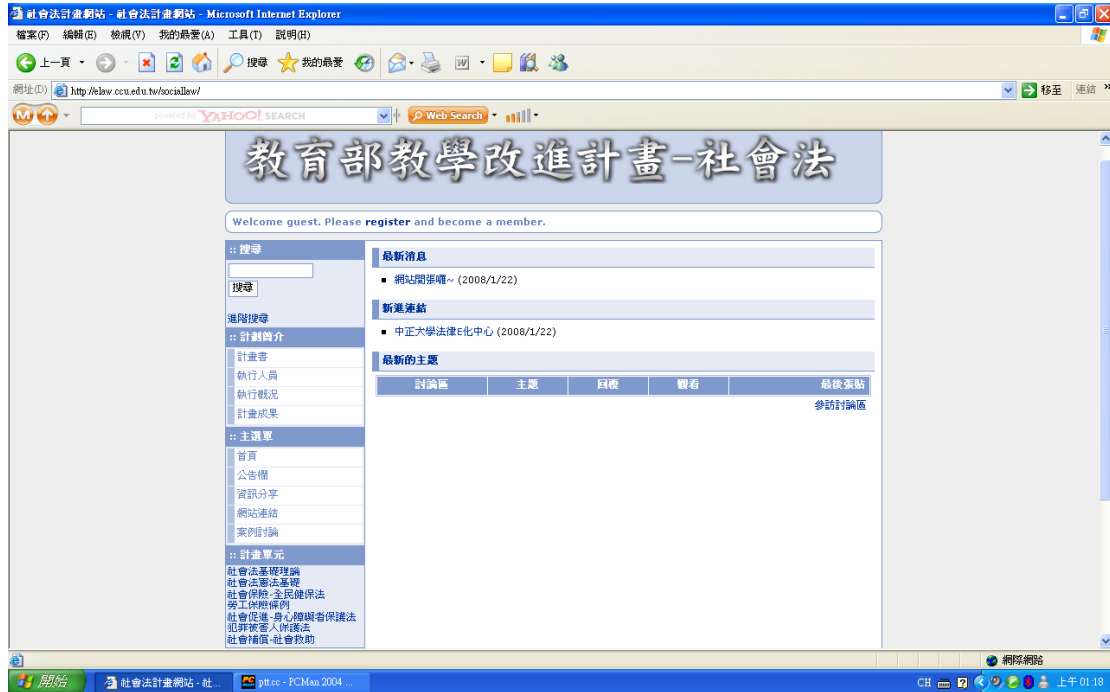 社會法計畫網站 - 社會法計畫網站 - Microsoft Internet Explorer
檔案(F) 編輯(E) 檢視(V) 我的最愛(A) 工具(T) 說明(H)
上一頁 搜尋 我的最愛
網址(D) http://elaw.ccu.edu.tw/sociallaw/ 移至 連結 »
powered by YAHOO! SEARCH Web Search
教育部教學改進計畫-社會法
Welcome guest. Please register and become a member.
:: 搜尋
搜尋
進階搜尋
:: 計劃簡介
計畫書
執行人員
執行概況
計畫成果
:: 主選單
首頁
公告欄
資訊分享
網站連結
案例討論
:: 計畫單元
社會法基礎理論
社會法憲法基礎
社會保險-全民健保法
勞工保險條例
社會促進-身心障礙者保護法
犯罪被害人保護法
社會補償-社會救助
最新消息
網站開張囉~ (2008/1/22)
新進連結
中正大學法律E化中心 (2008/1/22)
最新的主題
討論區 主題 回覆 觀看 最後張貼
參訪討論區
網際網路
開始 社會法計畫網站 - 社... ptt.cc - PCMan 2004 ... CH 上午 01:18